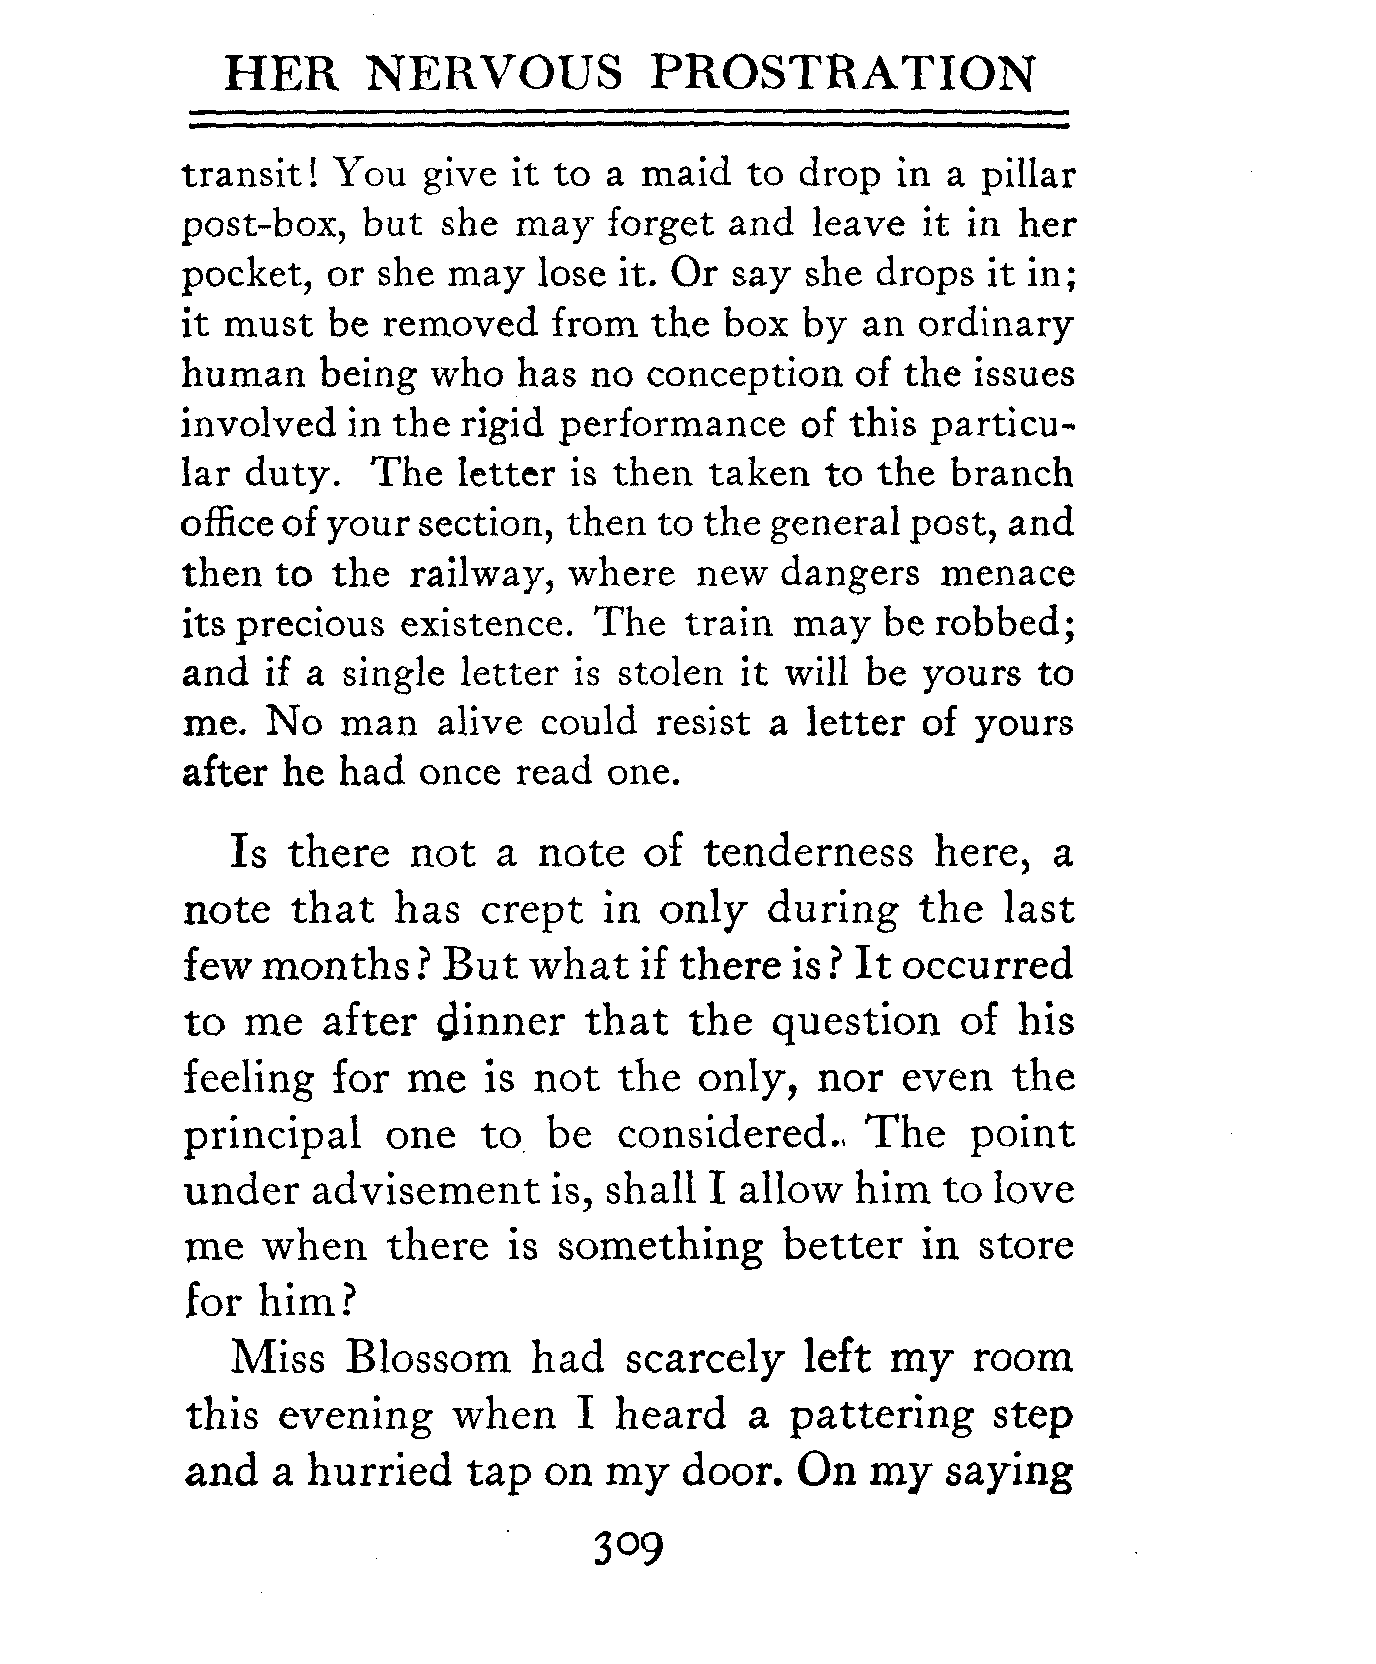 HER NERVOUS PROSTRATION
transit! You give it to a maid to drop in a pillar
post-box, but she may forget and leave it in her
pocket, or she may lose it. Or say she drops it in;
it must be removed from the box by an ordinary
human being who has no conception of the issues
involved in the rigid performance of this particu-
lar duty. The letter is then taken to the branch
office of your section, then to the general post, and
then to the railway, where new dangers menace
its precious existence. The train may be robbed;
and if a single letter is stolen it will be yours to
me. No man alive could resist a letter of yours
after he had once read one.
Is there not a note of tenderness here, a
note that has crept in only during the last
few months? But what if there is? It occurred
to me after dinner that the question of his
feeling for me is not the only, nor even the
principal one to be considered. The point
under advisement is, shall I allow him to love
me when there is something better in store
for him?
Miss Blossom had scarcely left my room
this evening when I heard a pattering step
and a hurried tap on my door. On my saying
309